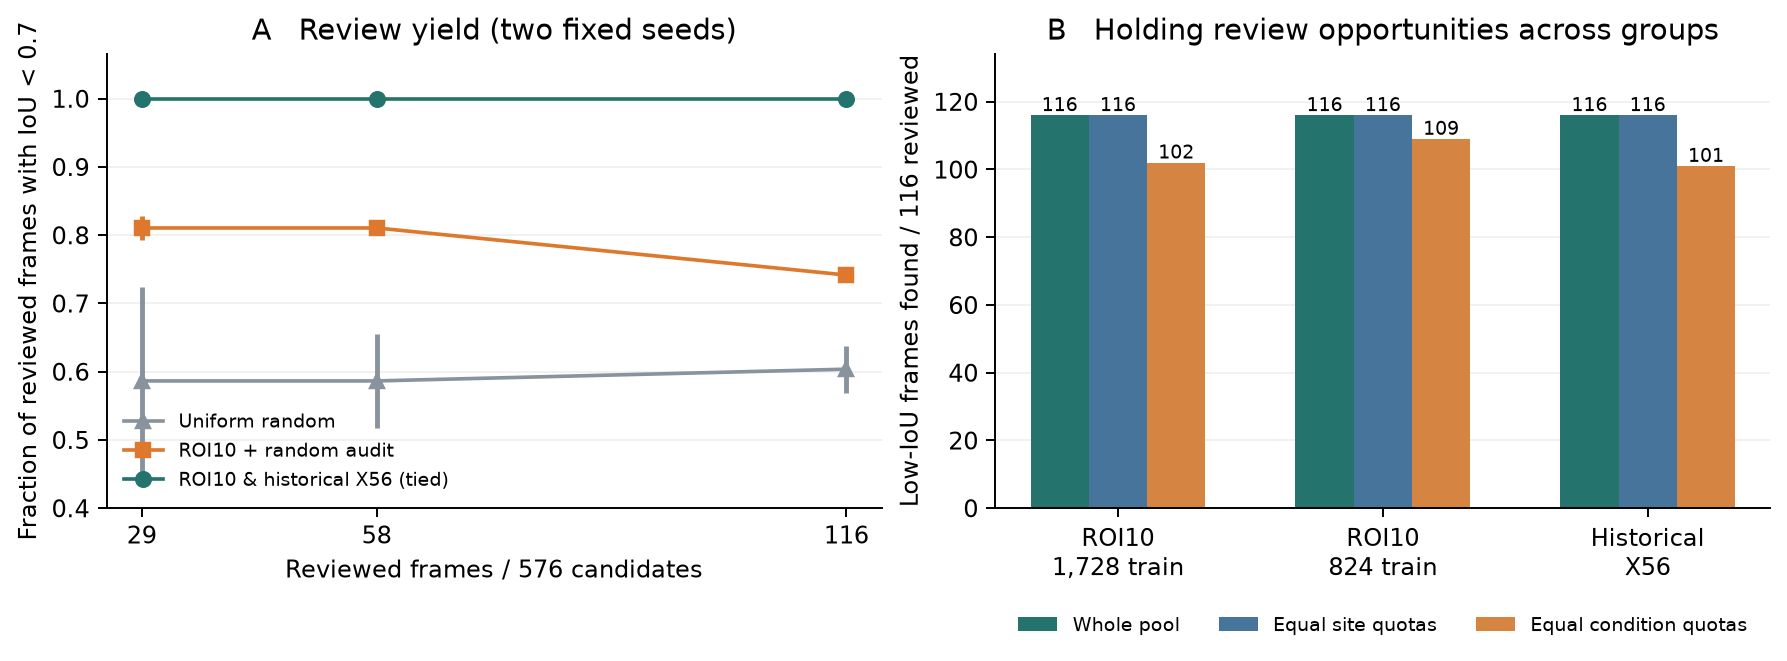 A   Review yield (two fixed seeds)
Fraction of reviewed frames with IoU < 0.7
1.0
0.9
0.8
0.7
0.6
0.5
0.4
Uniform random
ROI10 + random audit
ROI10 & historical X56 (tied)
29 58 116
Reviewed frames / 576 candidates
B   Holding review opportunities across groups
Low-IoU frames found / 116 reviewed
120
100
80
60
40
20
0
116 116 102
116 116 109
116 116 101
ROI10
1,728 train
ROI10
824 train
Historical
X56
Whole pool
Equal site quotas
Equal condition quotas